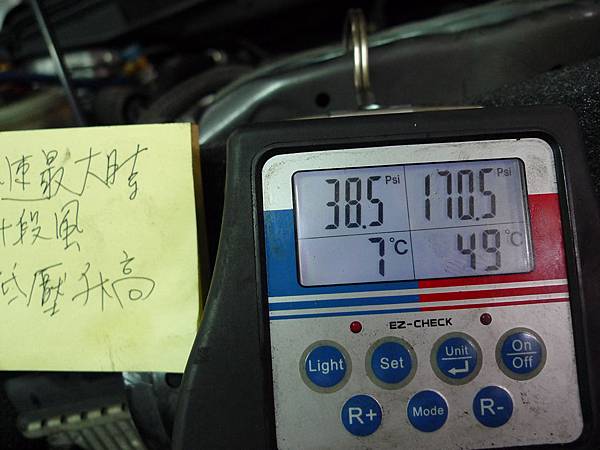 速最大時
段風
低壓升高
38.5 Psi 170.5 Psi
7 °C 49 °C
EZ-CHECK
Light Set Unit On Off
R+ Mode R-